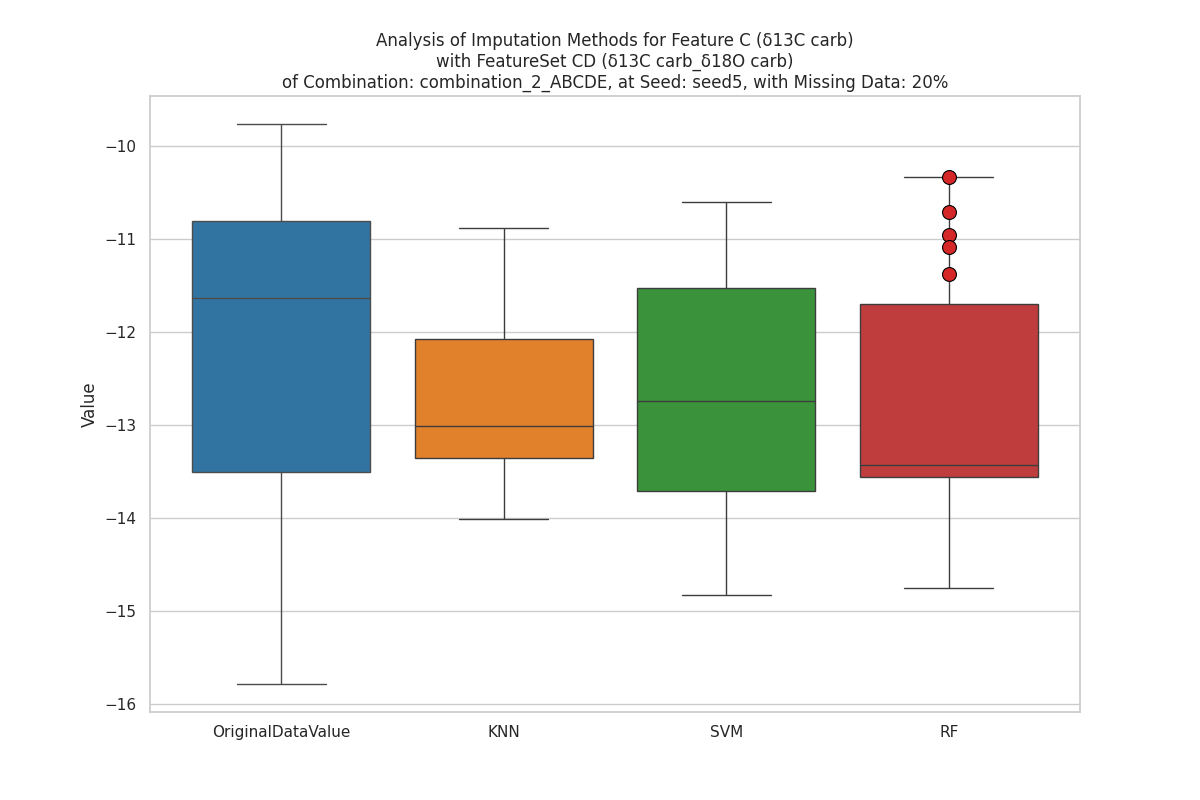 Analysis of Imputation Methods for Feature C (δ13C carb)
with FeatureSet CD (δ13C carb_δ18O carb)
of Combination: combination_2_ABCDE, at Seed: seed5, with Missing Data: 20%
Value
−10
−11
−12
−13
−14
−15
−16
OriginalDataValue
KNN
SVM
RF